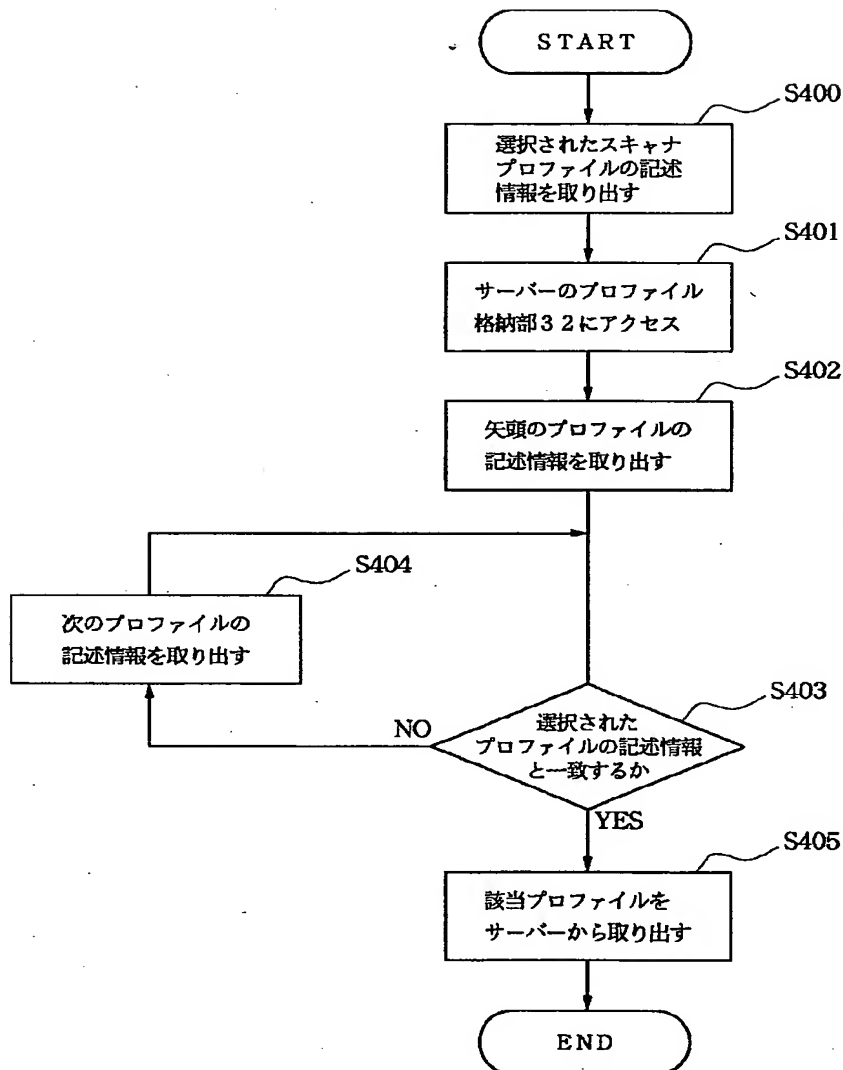 START
S400
選択されたスキャナ
プロファイルの記述
情報を取り出す
S401
サーバーのプロファイル
格納部32にアクセス
S402
矢頭のプロファイルの
記述情報を取り出す
S404
次のプロファイルの
記述情報を取り出す
S403
選択された
プロファイルの記述情報
と一致するか
NO
YES
S405
該当プロファイルを
サーバーから取り出す
END